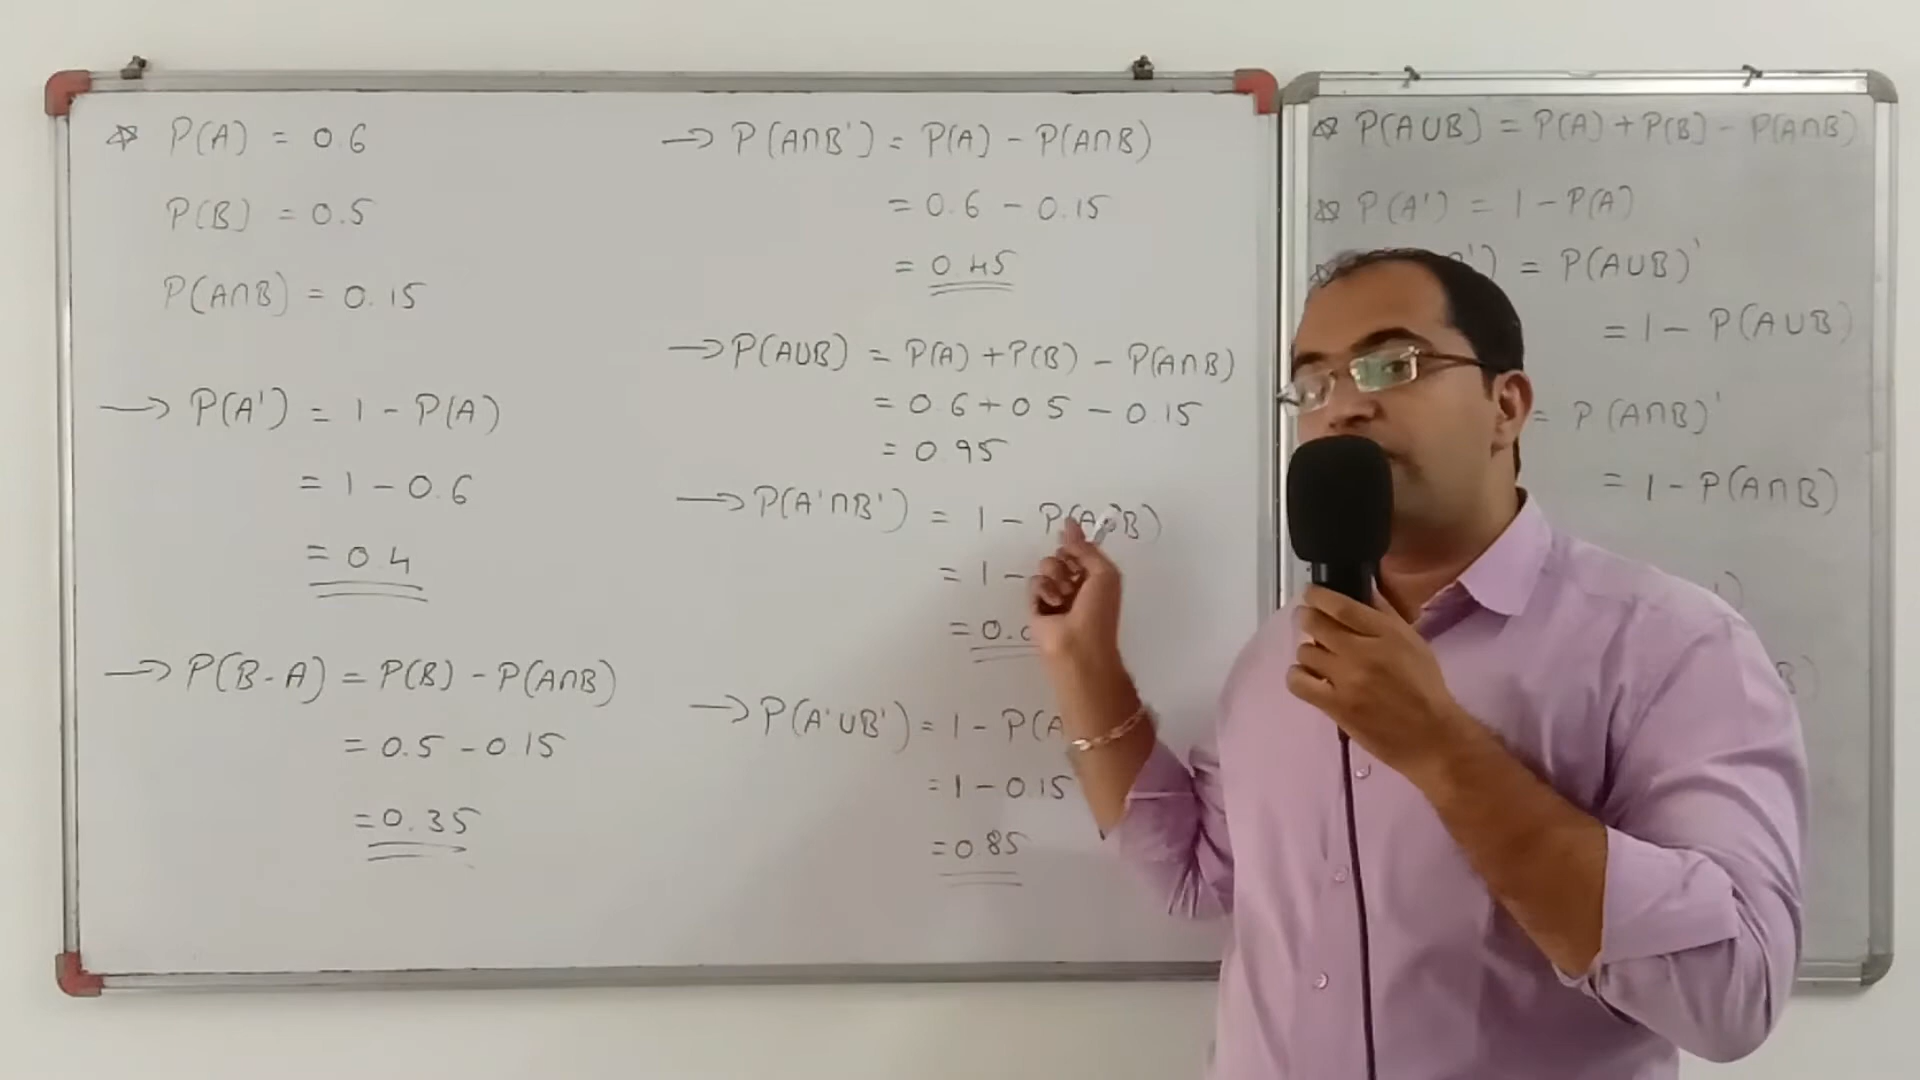 ☆ P(A) = 0.6
P(B) = 0.5
P(A∩B) = 0.15
→ P(A') = 1 - P(A)
= 1 - 0.6
= 0.4
→ P(B-A) = P(B) - P(A∩B)
= 0.5 - 0.15
= 0.35
→ P(A∩B') = P(A) - P(A∩B)
= 0.6 - 0.15
= 0.45
→ P(A∪B) = P(A) + P(B) - P(A∩B)
= 0.6 + 0.5 - 0.15
= 0.95
→ P(A'∩B') = 1 - P(A B)
= 1 -
= 0.
→ P(A'∪B') = 1 - P(A
= 1 - 0.15
= 0.85
☆ P(A∪B) = P(A) + P(B) - P(A∩B)
☆ P(A') = 1 - P(A)
') = P(A∪B)'
= 1 - P(A∪B)
= P(A∩B)'
= 1 - P(A∩B)